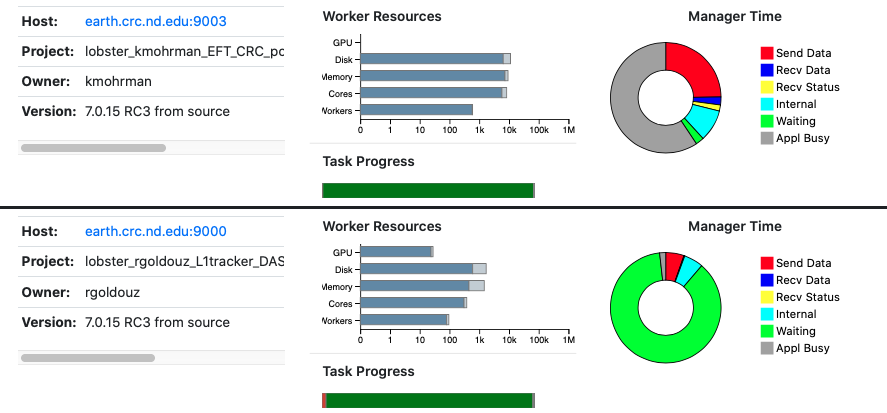 Host: earth.crc.nd.edu:9003
Project: lobster_kmohrman_EFT_CRC_pc
Owner: kmohrman
Version: 7.0.15 RC3 from source
Worker Resources
GPU
Disk
Memory
Cores
Workers
0 1 10 100 1k 10k 100k 1M
Task Progress
Manager Time
Send Data
Recv Data
Recv Status
Internal
Waiting
Appl Busy
Host: earth.crc.nd.edu:9000
Project: lobster_rgoldouz_L1tracker_DAS
Owner: rgoldouz
Version: 7.0.15 RC3 from source
Worker Resources
GPU
Disk
Memory
Cores
Workers
0 1 10 100 1k 10k 100k 1M
Task Progress
Manager Time
Send Data
Recv Data
Recv Status
Internal
Waiting
Appl Busy